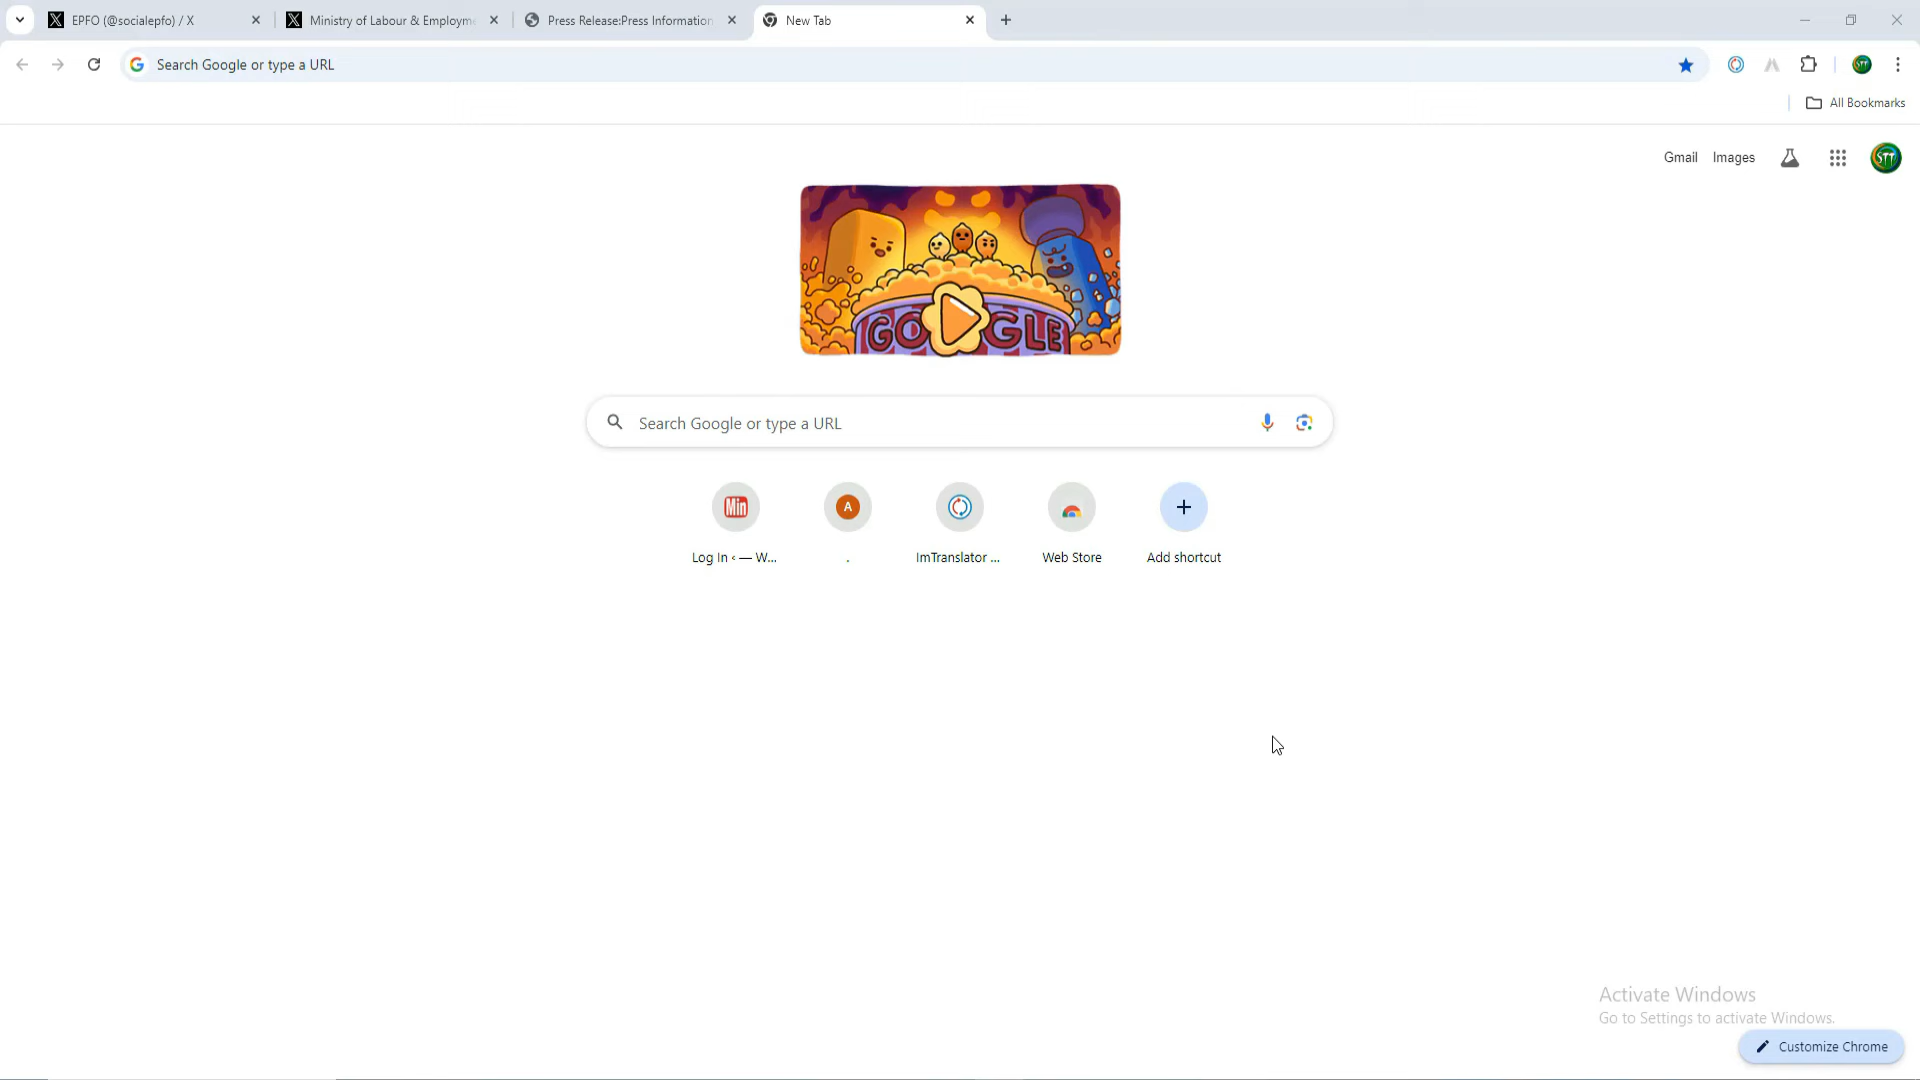 EPFO (@socialepfo) / X
Ministry of Labour & Employm
Press Release:Press Information
New Tab
Search Google or type a URL
All Bookmarks
Gmail
Images
STT
GOOGLE
Search Google or type a URL
Min
A
Log In ‹ — W...
.
ImTranslator ...
Web Store
Add shortcut
Activate Windows
Go to Settings to activate Windows.
Customize Chrome